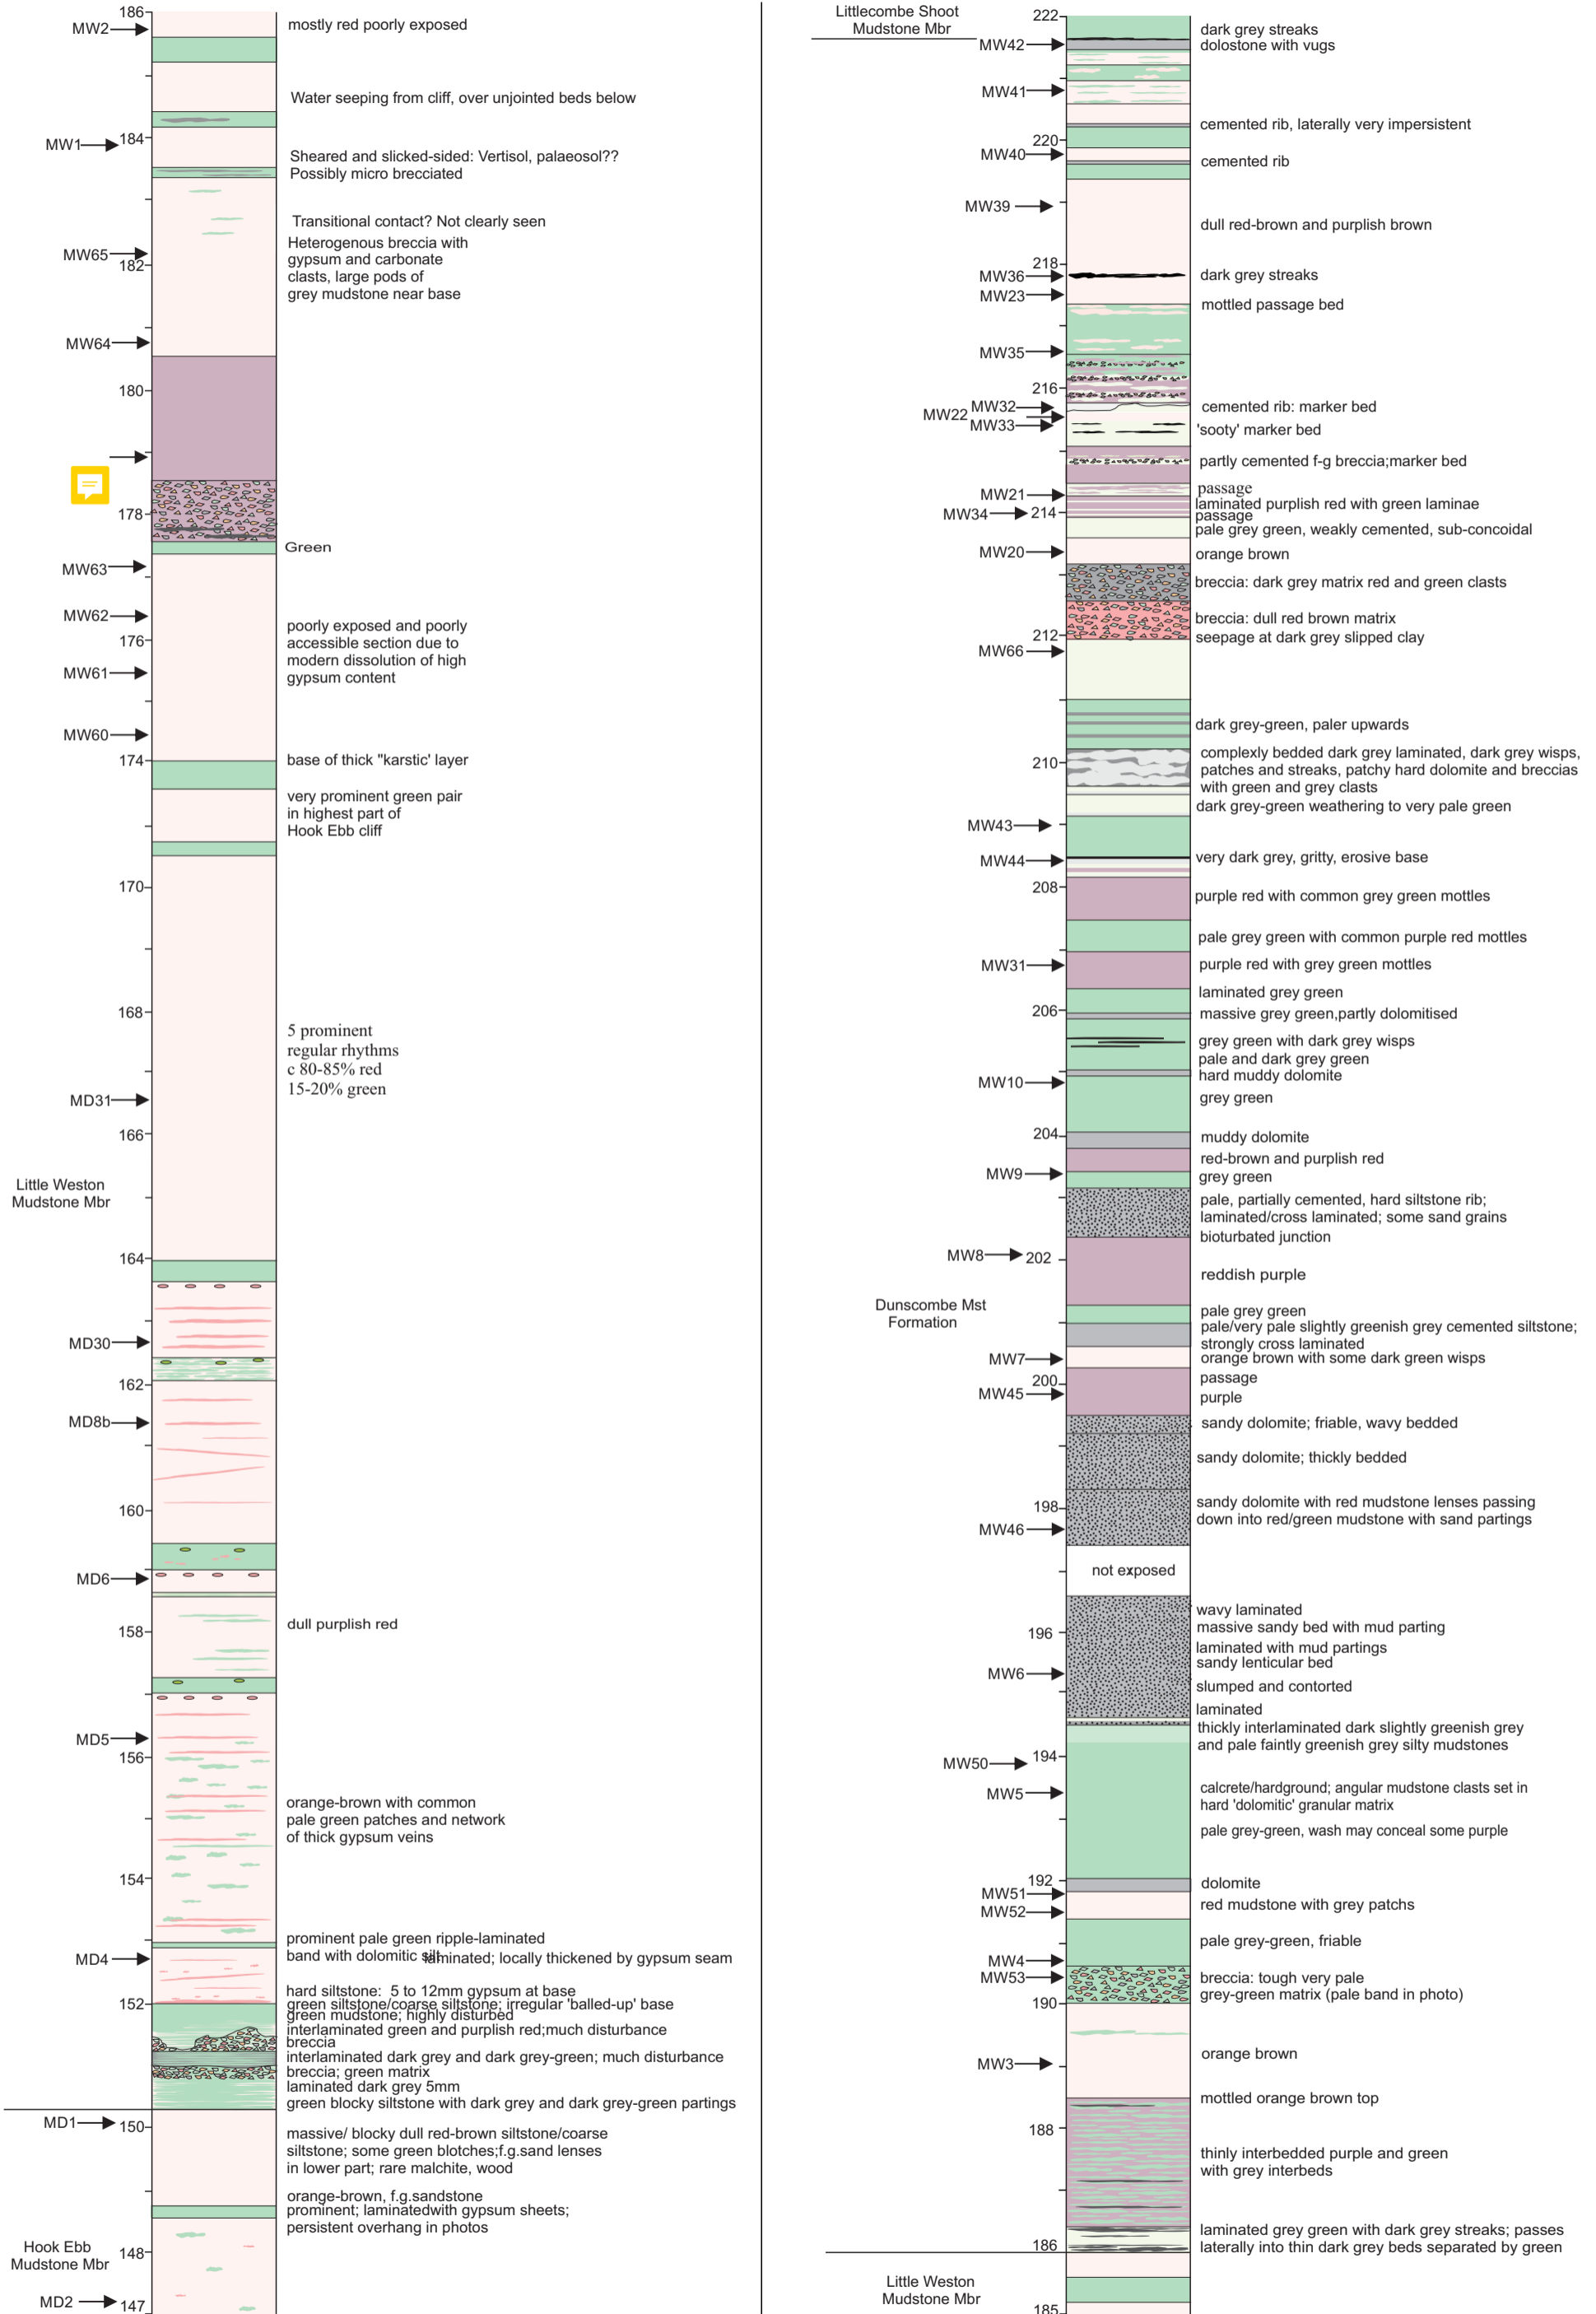 186
MW2
mostly red poorly exposed
Water seeping from cliff, over unjointed beds below
MW1
184
Sheared and slicked-sided: Vertisol, palaeosol??
Possibly micro brecciated
Transitional contact? Not clearly seen
MW65
182
Heterogenous breccia with
gypsum and carbonate
clasts, large pods of
grey mudstone near base
MW64
180
178
Green
MW63
MW62
176
poorly exposed and poorly
accessible section due to
modern dissolution of high
gypsum content
MW61
MW60
174
base of thick "karstic' layer
very prominent green pair
in highest part of
Hook Ebb cliff
170
168
5 prominent
regular rhythms
c 80-85% red
15-20% green
MD31
166
Little Weston
Mudstone Mbr
164
MD30
162
MD8b
160
MD6
158
dull purplish red
MD5
156
orange-brown with common
pale green patches and network
of thick gypsum veins
154
prominent pale green ripple-laminated
band with dolomitic silt
laminated; locally thickened by gypsum seam
MD4
hard siltstone: 5 to 12mm gypsum at base
152
green siltstone/coarse siltstone; irregular 'balled-up' base
green mudstone; highly disturbed
interlaminated green and purplish red;much disturbance
breccia
interlaminated dark grey and dark grey-green; much disturbance
breccia; green matrix
laminated dark grey 5mm
green blocky siltstone with dark grey and dark grey-green partings
MD1
150
massive/ blocky dull red-brown siltstone/coarse
siltstone; some green blotches;f.g.sand lenses
in lower part; rare malchite, wood
orange-brown, f.g.sandstone
prominent; laminatedwith gypsum sheets;
persistent overhang in photos
Hook Ebb
Mudstone Mbr
148
MD2
147
Littlecombe Shoot
Mudstone Mbr
222
dark grey streaks
MW42
dolostone with vugs
MW41
cemented rib, laterally very impersistent
220
MW40
cemented rib
MW39
dull red-brown and purplish brown
218
MW36
dark grey streaks
MW23
mottled passage bed
MW35
216
MW32
cemented rib: marker bed
MW22
MW33
'sooty' marker bed
partly cemented f-g breccia;marker bed
MW21
passage
laminated purplish red with green laminae
MW34
214
passage
pale grey green, weakly cemented, sub-concoidal
MW20
orange brown
breccia: dark grey matrix red and green clasts
breccia: dull red brown matrix
212
seepage at dark grey slipped clay
MW66
dark grey-green, paler upwards
210
complexly bedded dark grey laminated, dark grey wisps,
patches and streaks, patchy hard dolomite and breccias
with green and grey clasts
dark grey-green weathering to very pale green
MW43
MW44
very dark grey, gritty, erosive base
208
purple red with common grey green mottles
pale grey green with common purple red mottles
MW31
purple red with grey green mottles
laminated grey green
206
massive grey green,partly dolomitised
grey green with dark grey wisps
pale and dark grey green
hard muddy dolomite
MW10
grey green
204
muddy dolomite
red-brown and purplish red
MW9
grey green
pale, partially cemented, hard siltstone rib;
laminated/cross laminated; some sand grains
bioturbated junction
MW8
202
reddish purple
Dunscombe Mst
Formation
pale grey green
pale/very pale slightly greenish grey cemented siltstone;
strongly cross laminated
MW7
orange brown with some dark green wisps
200
passage
MW45
purple
sandy dolomite; friable, wavy bedded
sandy dolomite; thickly bedded
198
sandy dolomite with red mudstone lenses passing
down into red/green mudstone with sand partings
MW46
not exposed
wavy laminated
196
massive sandy bed with mud parting
laminated with mud partings
sandy lenticular bed
MW6
slumped and contorted
laminated
thickly interlaminated dark slightly greenish grey
and pale faintly greenish grey silty mudstones
194
MW50
MW5
calcrete/hardground; angular mudstone clasts set in
hard 'dolomitic' granular matrix
pale grey-green, wash may conceal some purple
192
dolomite
MW51
MW52
red mudstone with grey patchs
pale grey-green, friable
MW4
MW53
breccia: tough very pale
grey-green matrix (pale band in photo)
190
MW3
orange brown
mottled orange brown top
188
thinly interbedded purple and green
with grey interbeds
laminated grey green with dark grey streaks; passes
186
laterally into thin dark grey beds separated by green
Little Weston
Mudstone Mbr
185